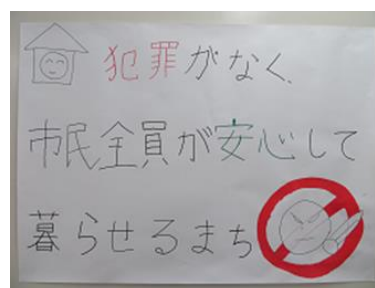 犯罪がなく、
市民全員が安心して
暮らせるまち